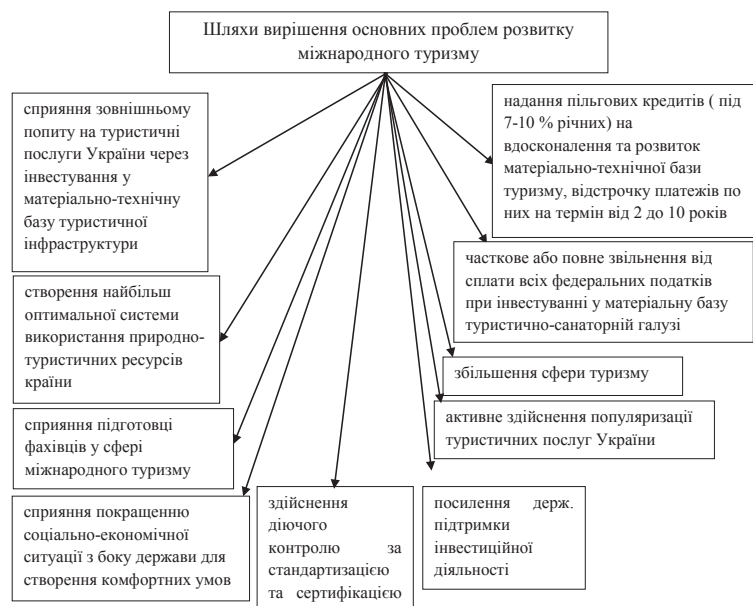 Шляхи вирішення основних проблем розвитку
міжнародного туризму
сприяння зовнішньому
попиту на туристичні
послуги України через
інвестування у
матеріально-технічну
базу туристичної
інфраструктури
надання пільгових кредитів ( під
7-10 % річних) на
вдосконалення та розвиток
матеріально-технічної бази
туризму, відстрочку платежів по
них на термін від 2 до 10 років
часткове або повне звільнення від
сплати всіх федеральних податків
при інвестуванні у матеріальну базу
туристично-санаторній галузі
створення найбільш
оптимальної системи
використання природно-
туристичних ресурсів
країни
збільшення сфери туризму
активне здійснення популяризації
туристичних послуг України
сприяння підготовці
фахівців у сфері
міжнародного туризму
сприяння покращенню
соціально-економічної
ситуації з боку держави для
створення комфортних умов
здійснення
діючого
контролю за
стандартизацією
та сертифікацією
посилення держ.
підтримки
інвестиційної
діяльності